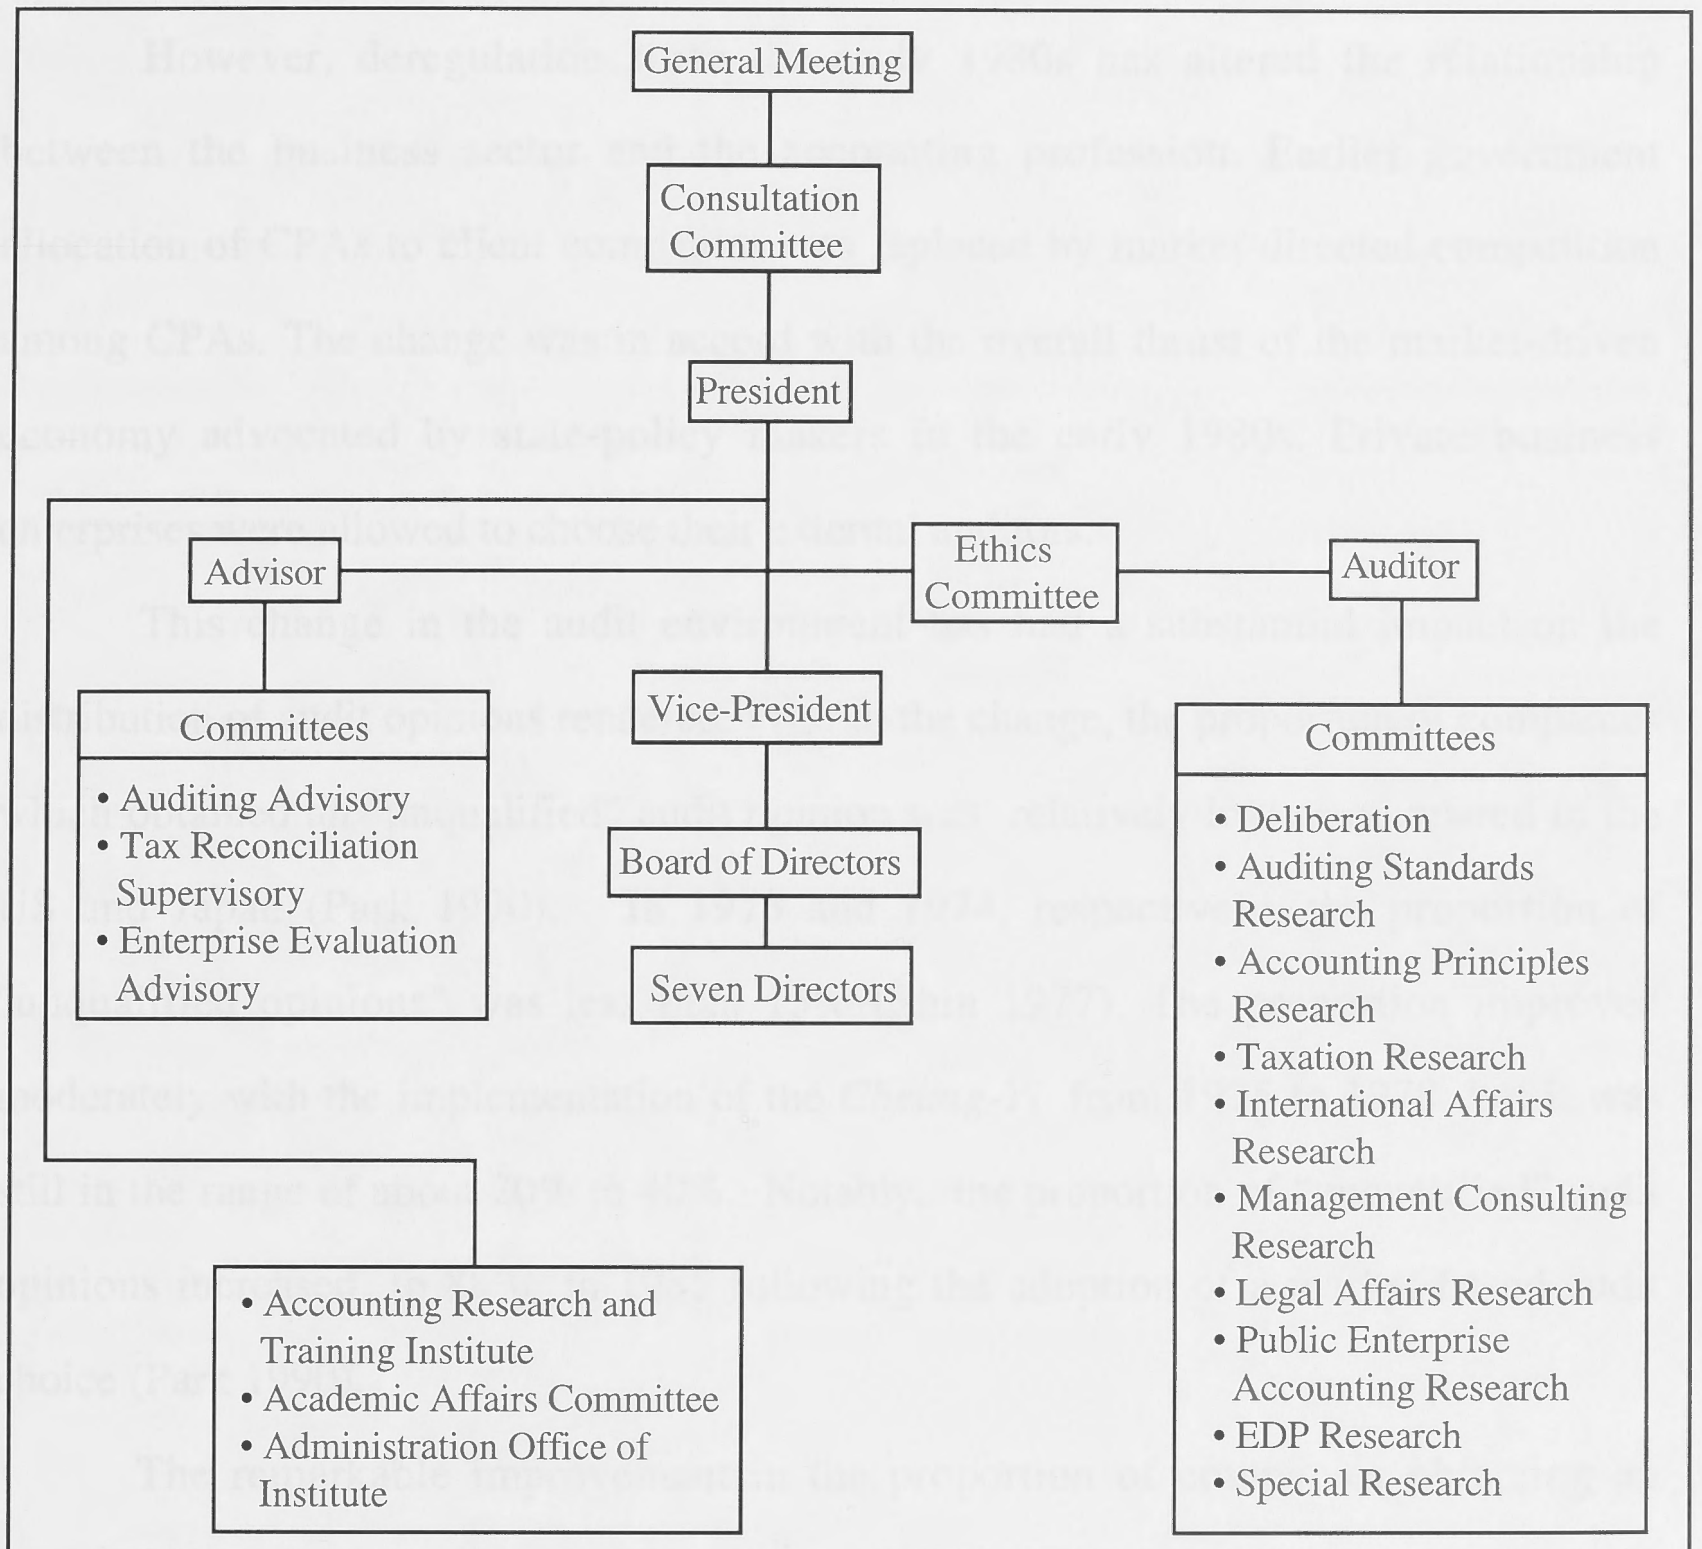 General Meeting
Consultation
Committee
President
Advisor
Ethics
Committee
Auditor
Committees
• Auditing Advisory
• Tax Reconciliation
Supervisory
• Enterprise Evaluation
Advisory
Vice-President
Board of Directors
Seven Directors
Committees
• Deliberation
• Auditing Standards
Research
• Accounting Principles
Research
• Taxation Research
• International Affairs
Research
• Management Consulting
Research
• Legal Affairs Research
• Public Enterprise
Accounting Research
• EDP Research
• Special Research
• Accounting Research and
Training Institute
• Academic Affairs Committee
• Administration Office of
Institute